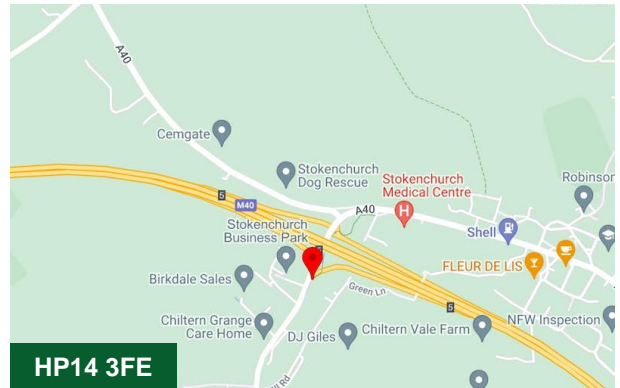 A40
Cemgate
Stokenchurch
Dog Rescue
Stokenchurch
Medical Centre
Robinson
5
M40
A40
H
Stokenchurch
Business Park
Shell
FLEUR DE LIS
Birkdale Sales
Green Ln
5
Chiltern Grange
Care Home
DJ Giles
Chiltern Vale Farm
NFW Inspection
HP14 3FE